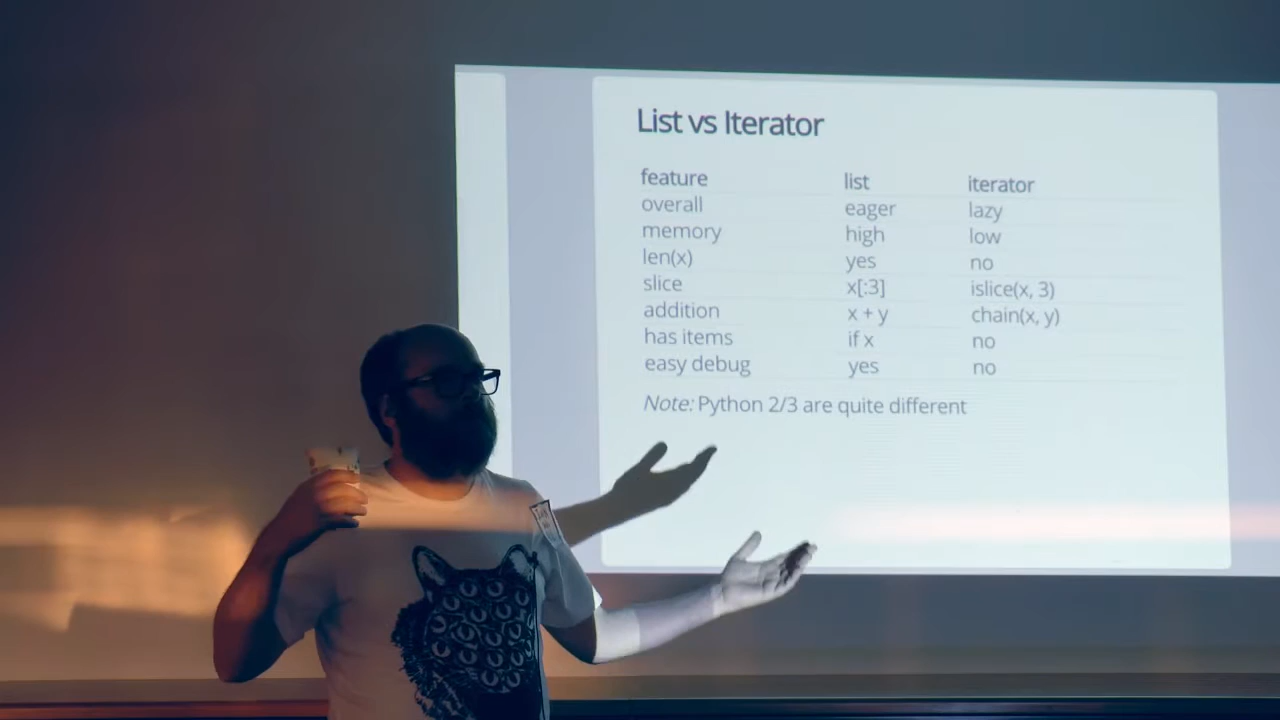 List vs Iterator
feature list iterator
overall eager lazy
memory high low
len(x) yes no
slice x[:3] islice(x, 3)
addition x + y chain(x, y)
has items if x no
easy debug yes no
Note: Python 2/3 are quite different